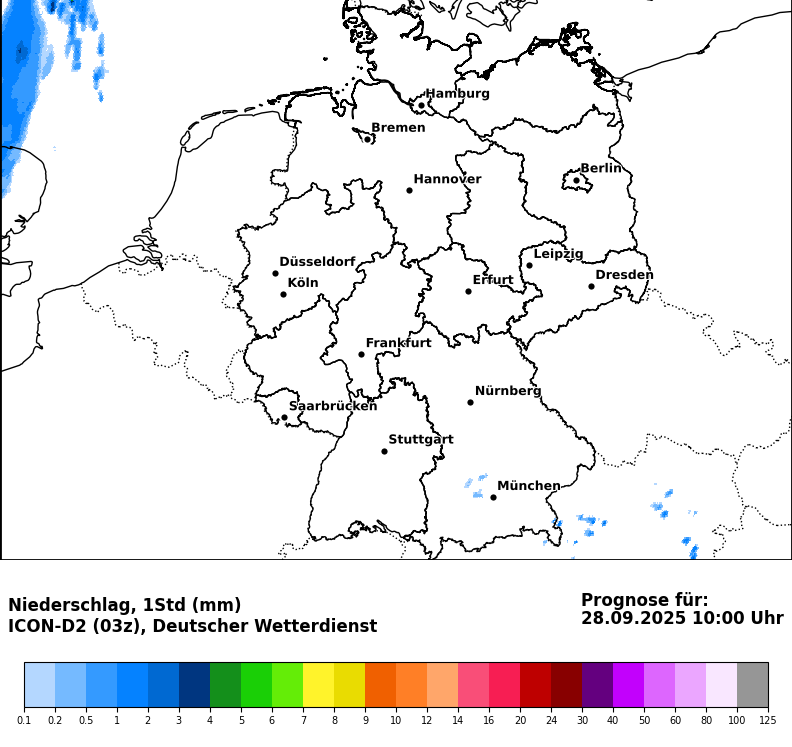 Hamburg
Bremen
Berlin
Hannover
Leipzig
Düsseldorf
Dresden
Köln
Erfurt
Frankfurt
Nürnberg
Saarbrücken
Stuttgart
München
Niederschlag, 1Std (mm)
ICON-D2 (03z), Deutscher Wetterdienst
Prognose für:
28.09.2025 10:00 Uhr
0.1 0.2 0.5 1 2 3 4 5 6 7 8 9 10 12 14 16 20 24 30 40 50 60 80 100 125